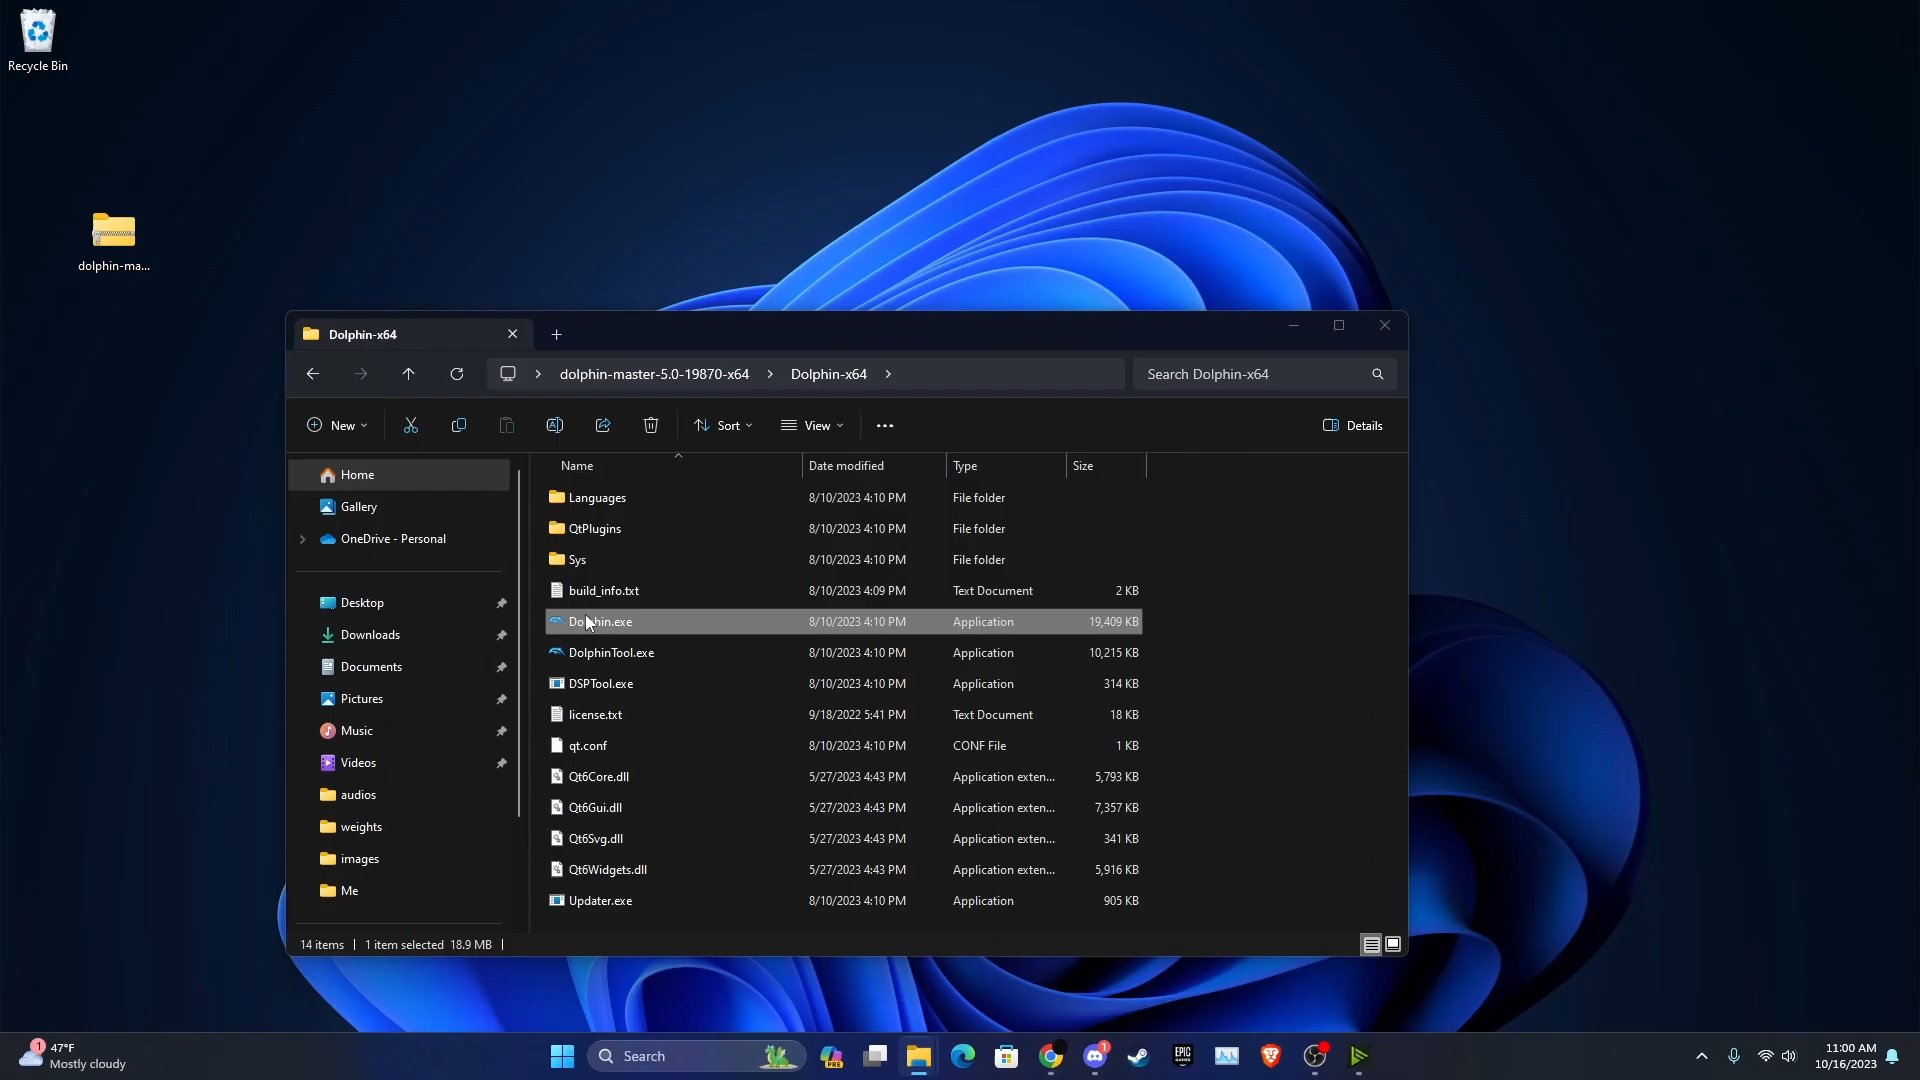 Recycle Bin
dolphin-ma...
Dolphin-x64
dolphin-master-5.0-19870-x64 > Dolphin-x64 >
Search Dolphin-x64
New
Sort
View
Details
Home
Gallery
OneDrive - Personal
Desktop
Downloads
Documents
Pictures
Music
Videos
audios
weights
images
Me
Name Date modified Type Size
Languages 8/10/2023 4:10 PM File folder
QtPlugins 8/10/2023 4:10 PM File folder
Sys 8/10/2023 4:10 PM File folder
build_info.txt 8/10/2023 4:09 PM Text Document 2 KB
Dolphin.exe 8/10/2023 4:10 PM Application 19,409 KB
DolphinTool.exe 8/10/2023 4:10 PM Application 10,215 KB
DSPTool.exe 8/10/2023 4:10 PM Application 314 KB
license.txt 9/18/2022 5:41 PM Text Document 18 KB
qt.conf 8/10/2023 4:10 PM CONF File 1 KB
Qt6Core.dll 5/27/2023 4:43 PM Application exten... 5,793 KB
Qt6Gui.dll 5/27/2023 4:43 PM Application exten... 7,357 KB
Qt6Svg.dll 5/27/2023 4:43 PM Application exten... 341 KB
Qt6Widgets.dll 5/27/2023 4:43 PM Application exten... 5,916 KB
Updater.exe 8/10/2023 4:10 PM Application 905 KB
14 items | 1 item selected 18.9 MB |
1
47°F
Mostly cloudy
Search
PRE
1
EPIC
GAMES
11:00 AM
10/16/2023